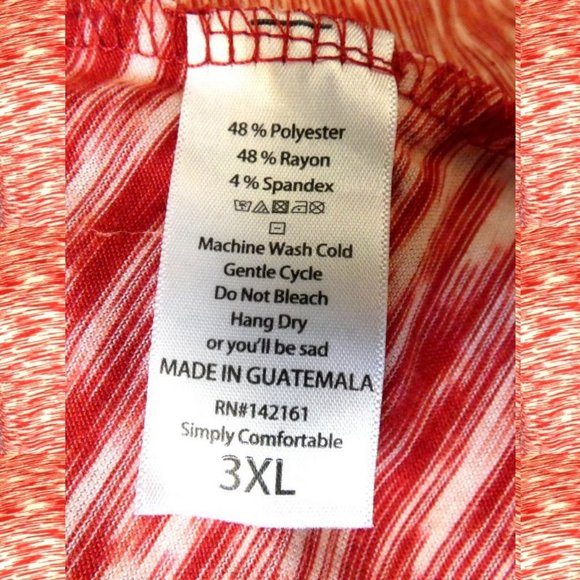 48 % Polyester
48 % Rayon
4 % Spandex
Machine Wash Cold
Gentle Cycle
Do Not Bleach
Hang Dry
or you'll be sad
MADE IN GUATEMALA
RN#142161
Simply Comfortable
3XL